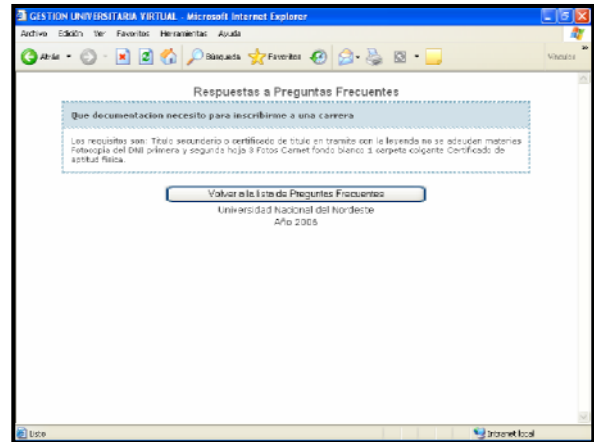 GESTION UNIVERSITARIA VIRTUAL - Microsoft Internet Explorer
Archivo Edición Ver Favoritos Herramientas Ayuda
Atrás Búsqueda Favoritos Vínculos
Respuestas a Preguntas Frecuentes
Que documentacion necesito para inscribirme a una carrera
Los requisitos son: Titulo secundario o certificado de titulo en tramite con la leyenda no se adeudan materias
Fotocopia del DNI primera y segunda hoja 3 Fotos Carnet fondo blanco 1 carpeta colgante Certificado de
aptitud fisica.
Volver a la lista de Preguntas Frecuentes
Universidad Nacional del Nordeste
Año 2006
Listo Intranet local